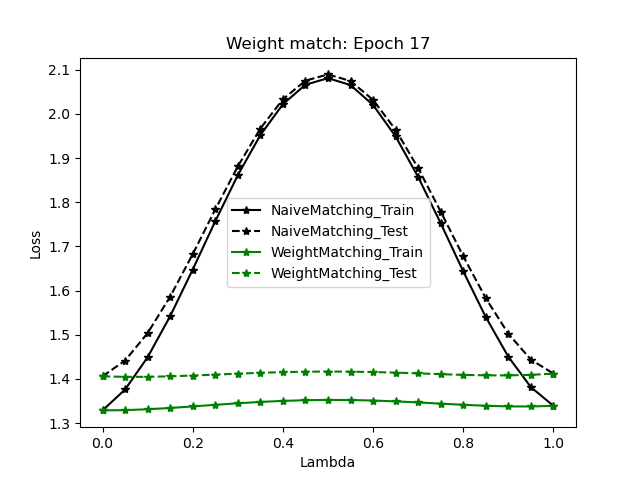 Weight match: Epoch 17
Loss
2.1
2.0
1.9
1.8
1.7
1.6
1.5
1.4
1.3
NaiveMatching_Train
NaiveMatching_Test
WeightMatching_Train
WeightMatching_Test
0.0 0.2 0.4 0.6 0.8 1.0
Lambda